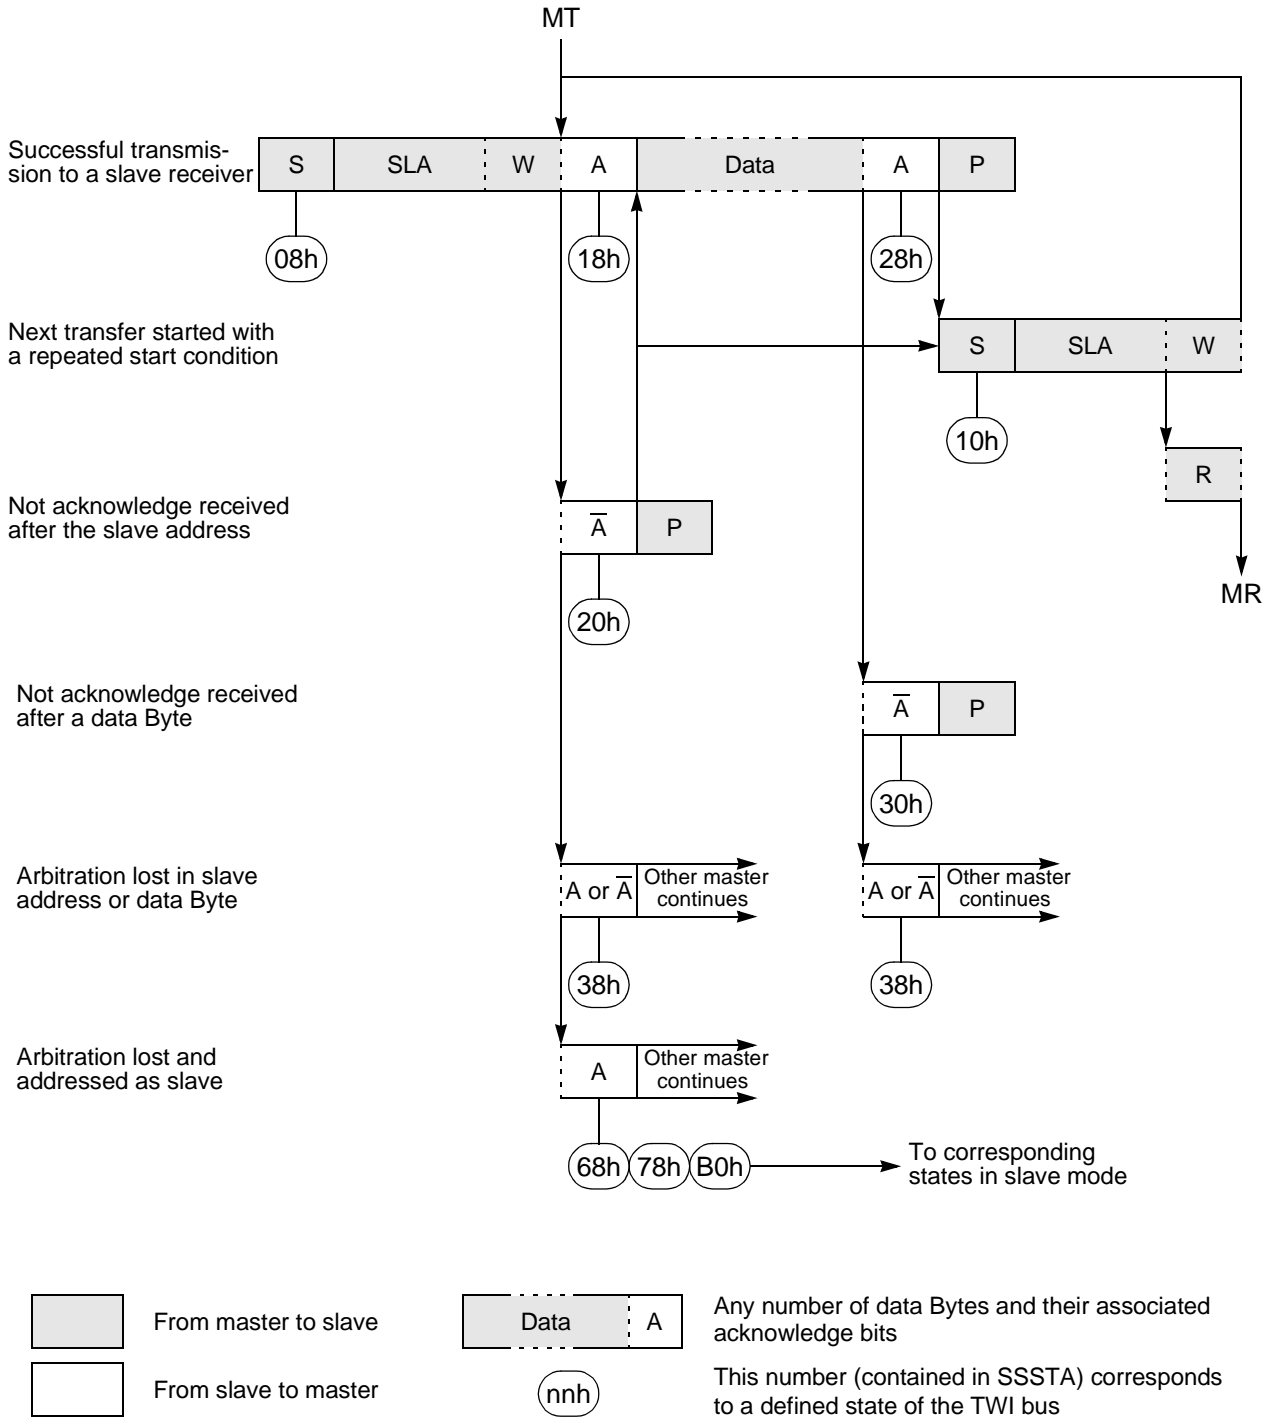 MT
Successful transmis-
sion to a slave receiver
S SLA W A Data A P
08h 18h 28h
Next transfer started with
a repeated start condition
S SLA W
10h
R
MR
Not acknowledge received
after the slave address
A̅ P
20h
Not acknowledge received
after a data Byte
A̅ P
30h
Arbitration lost in slave
address or data Byte
A or A̅ Other master
continues
A or A̅ Other master
continues
38h 38h
Arbitration lost and
addressed as slave
A Other master
continues
68h 78h B0h
To corresponding
states in slave mode
From master to slave
Data A
Any number of data Bytes and their associated
acknowledge bits
From slave to master
nnh
This number (contained in SSSTA) corresponds
to a defined state of the TWI bus